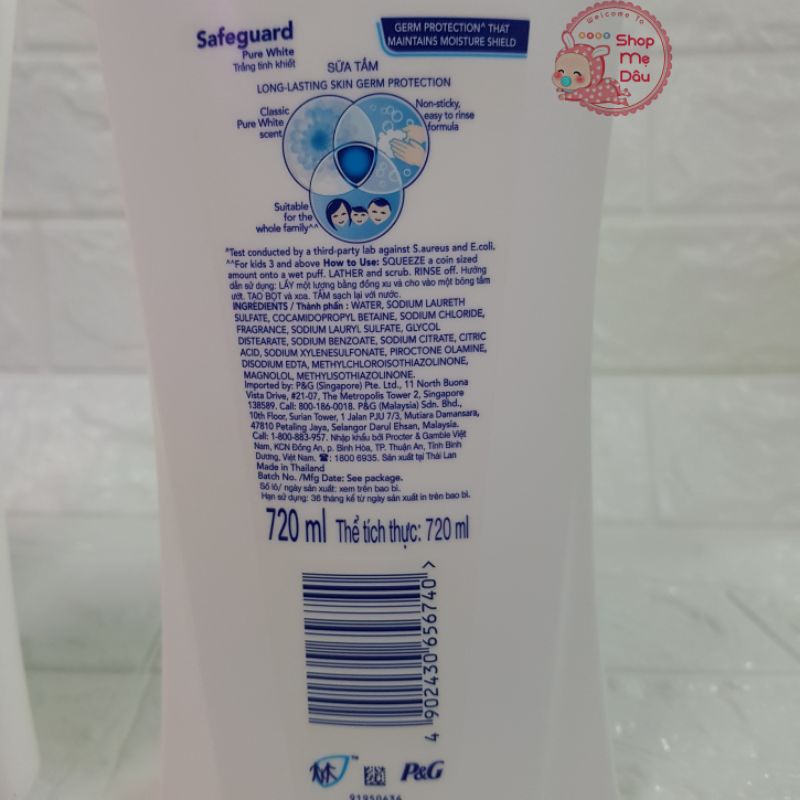 Safeguard
Pure White
Trắng tinh khiết
GERM PROTECTION^ THAT
MAINTAINS MOISTURE SHIELD
Welcome To
Shop
Mẹ
Dâu
SỮA TẮM
LONG-LASTING SKIN GERM PROTECTION
Classic
Pure White
scent
Non-sticky,
easy to rinse
formula
Suitable
for the
whole family^^
^Test conducted by a third-party lab against S.aureus and E.coli.
^^For kids 3 and above How to Use: SQUEEZE a coin sized
amount onto a wet puff. LATHER and scrub. RINSE off. Hướng
dẫn sử dụng: LẤY một lượng bằng đồng xu và cho vào một bông tắm
ướt. TẠO BỌT và xoa. TẮM sạch lại với nước.
INGREDIENTS / Thành phần : WATER, SODIUM LAURETH
SULFATE, COCAMIDOPROPYL BETAINE, SODIUM CHLORIDE,
FRAGRANCE, SODIUM LAURYL SULFATE, GLYCOL
DISTEARATE, SODIUM BENZOATE, SODIUM CITRATE, CITRIC
ACID, SODIUM XYLENESULFONATE, PIROCTONE OLAMINE,
DISODIUM EDTA, METHYLCHLOROISOTHIAZOLINONE,
MAGNOLOL, METHYLISOTHIAZOLINONE.
Imported by: P&G (Singapore) Pte. Ltd., 11 North Buona
Vista Drive, #21-07, The Metropolis Tower 2, Singapore
138589. Call: 800-186-0018. P&G (Malaysia) Sdn. Bhd.,
10th Floor, Surian Tower, 1 Jalan PJU 7/3, Mutiara Damansara,
47810 Petaling Jaya, Selangor Darul Ehsan, Malaysia.
Call: 1-800-883-957. Nhập khẩu bởi Procter & Gamble Việt
Nam, KCN Đồng An, p. Bình Hòa, TP. Thuận An, Tỉnh Bình
Dương, Việt Nam. ☎: 1800 6935. Sản xuất tại Thái Lan
Made in Thailand
Batch No. /Mfg Date: See package.
Số lô/ ngày sản xuất: xem trên bao bì.
Hạn sử dụng: 36 tháng kể từ ngày sản xuất in trên bao bì.
720 ml Thể tích thực: 720 ml
4 902430 656740 >
TM
P&G
91950636